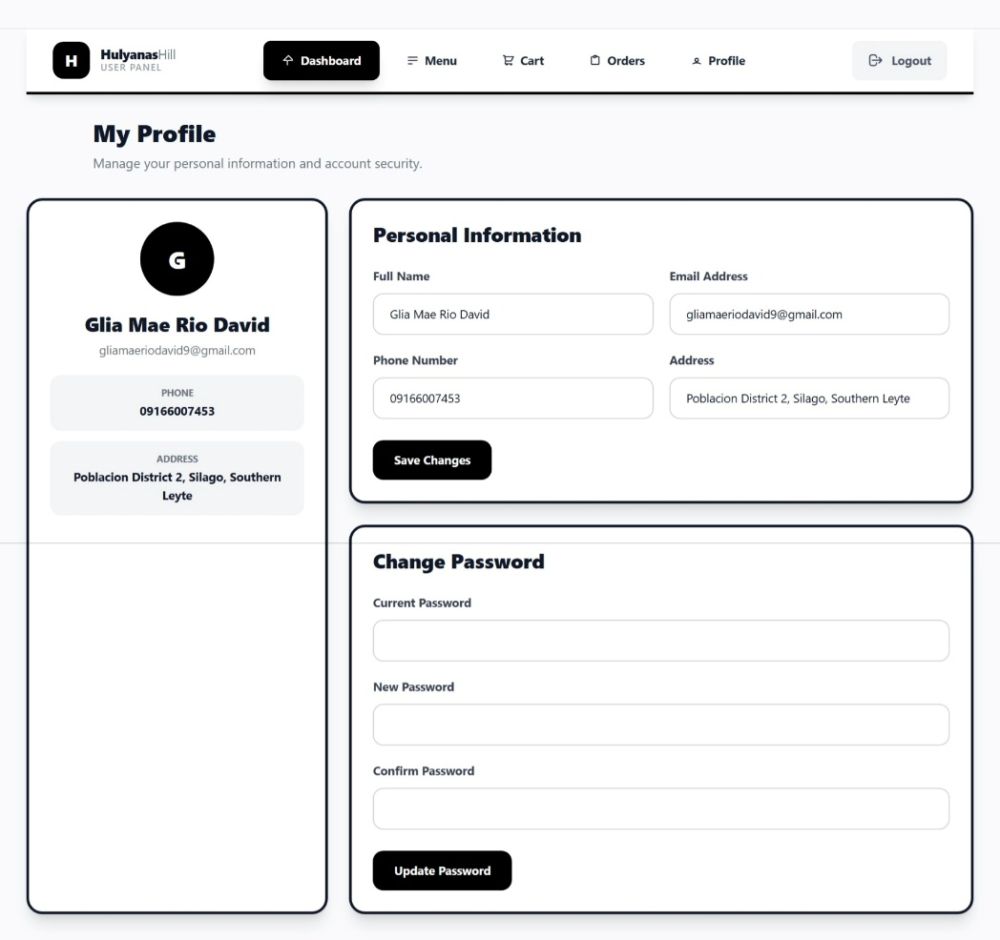 H
HulyanasHill
USER PANEL
Dashboard
Menu
Cart
Orders
Profile
Logout
My Profile
Manage your personal information and account security.
G
Glia Mae Rio David
gliamaeriodavid9@gmail.com
PHONE
09166007453
ADDRESS
Poblacion District 2, Silago, Southern
Leyte
Personal Information
Full Name
Glia Mae Rio David
Email Address
gliamaeriodavid9@gmail.com
Phone Number
09166007453
Address
Poblacion District 2, Silago, Southern Leyte
Save Changes
Change Password
Current Password
New Password
Confirm Password
Update Password